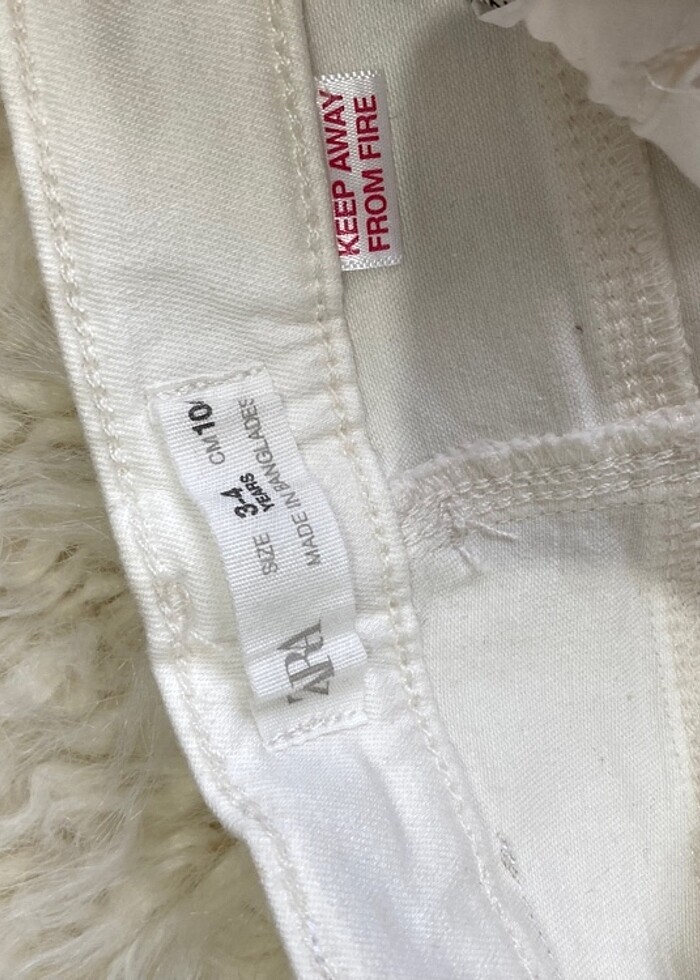 KEEP AWAY
FROM FIRE
ZARA
SIZE 3-4 YEARS CM 10
MADE IN BANGLADES